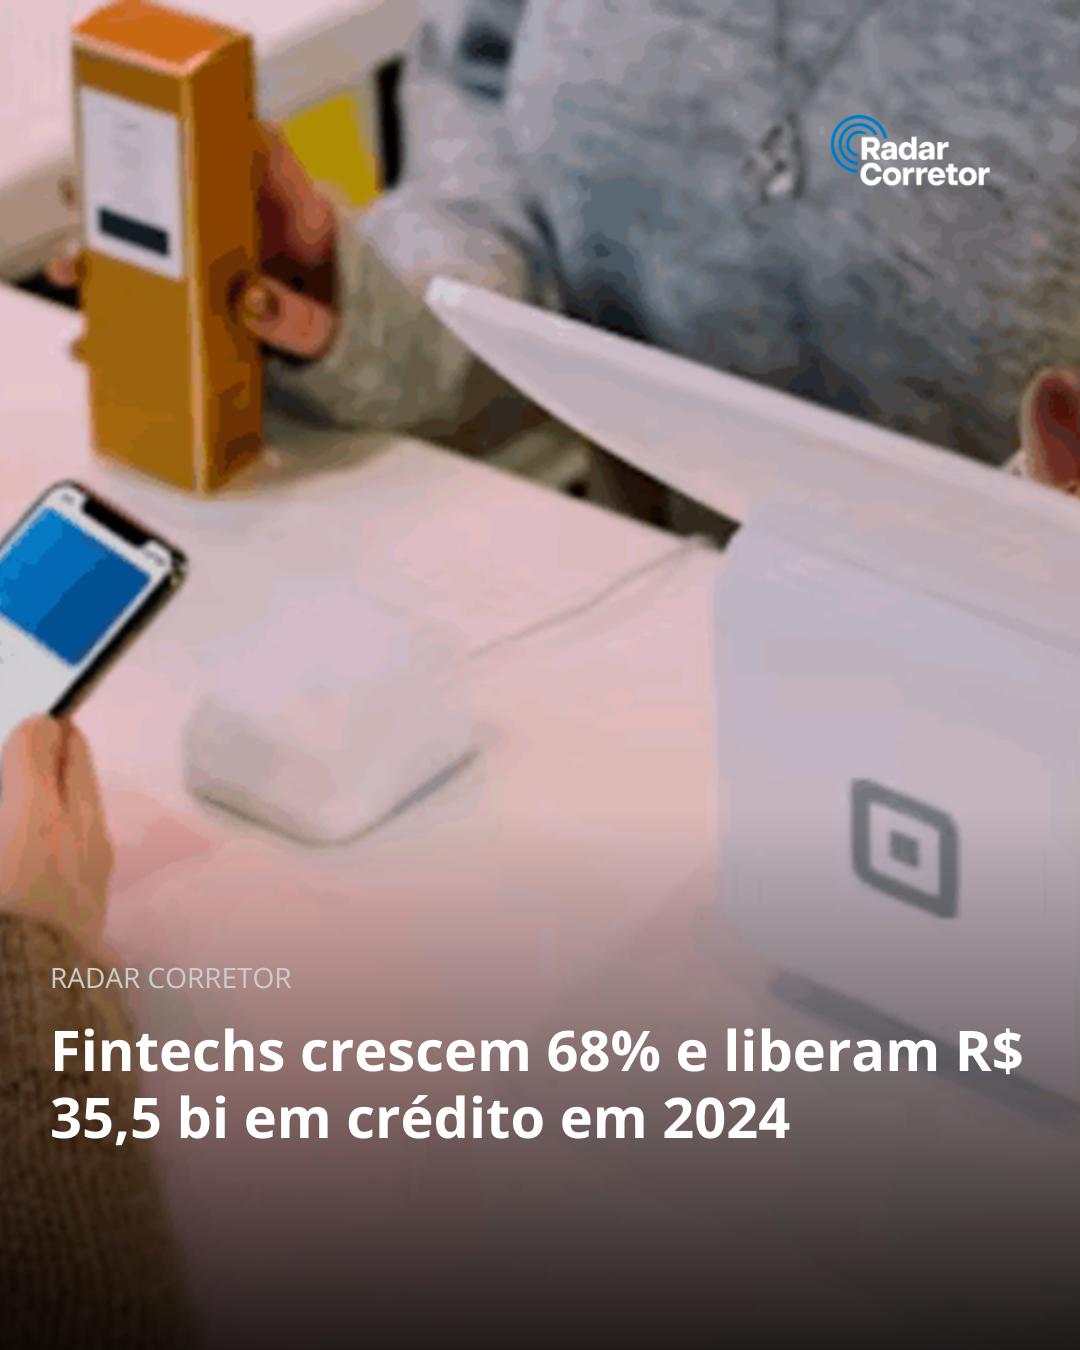 Radar
Corretor
RADAR CORRETOR
Fintechs crescem 68% e liberam R$
35,5 bi em crédito em 2024